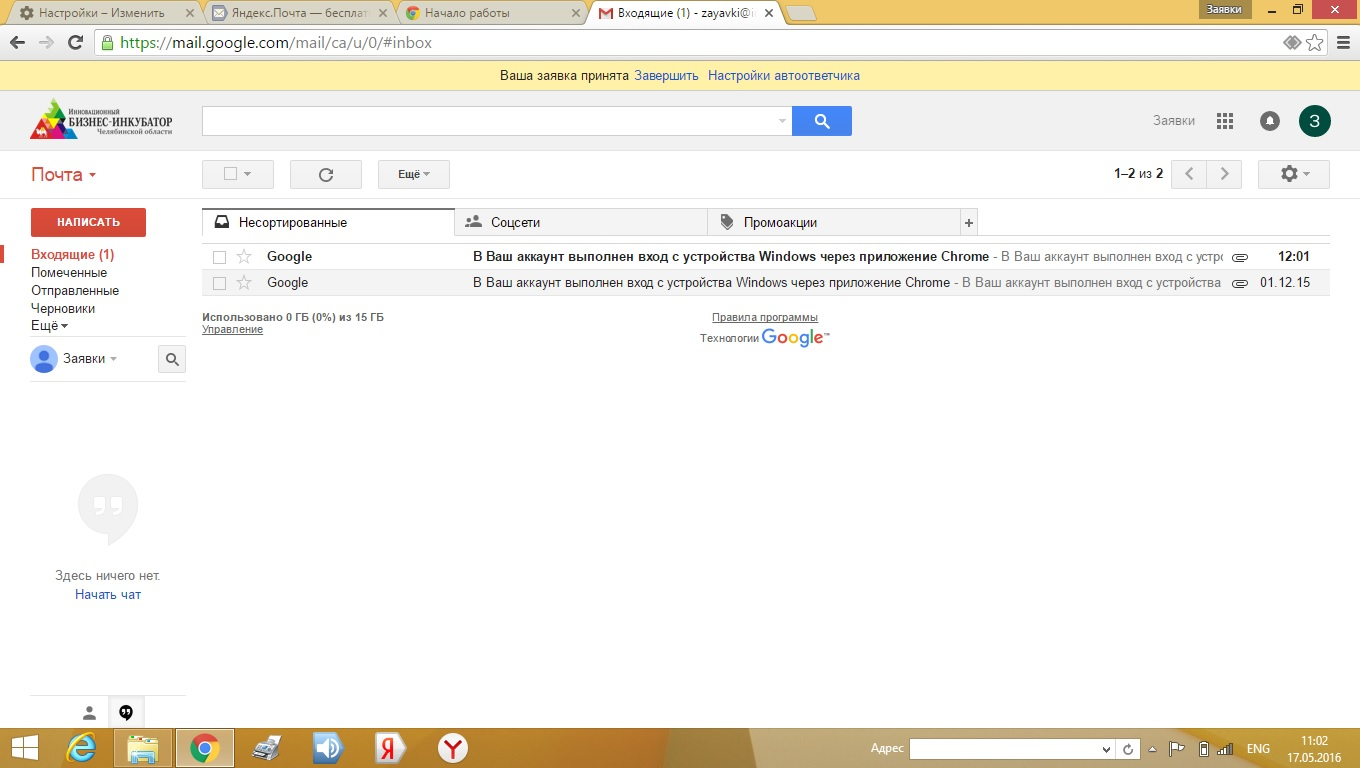 Настройки – Изменить
Яндекс.Почта — бесплат
Начало работы
Входящие (1) - zayavki@
Заявки
https://mail.google.com/mail/ca/u/0/#inbox
Ваша заявка принята Завершить Настройки автоответчика
Инновационный
БИЗНЕС-ИНКУБАТОР
Челябинской области
Заявки
З
Почта
Ещё
1–2 из 2
НАПИСАТЬ
Несортированные
Соцсети
Промоакции
+
Входящие (1)
Помеченные
Отправленные
Черновики
Ещё
Google В Ваш аккаунт выполнен вход с устройства Windows через приложение Chrome - В Ваш аккаунт выполнен вход с устро 12:01
Google В Ваш аккаунт выполнен вход с устройства Windows через приложение Chrome - В Ваш аккаунт выполнен вход с устройства 01.12.15
Использовано 0 ГБ (0%) из 15 ГБ
Управление
Правила программы
Технологии Google™
Заявки
Здесь ничего нет.
Начать чат
Адрес
ENG
11:02
17.05.2016